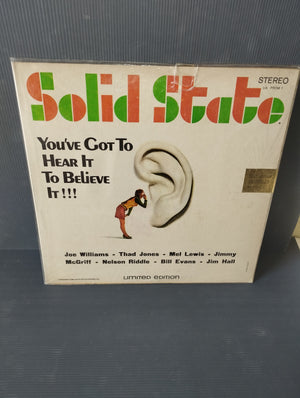 Solid State
STEREO
You've Got To
Hear It
To Believe
It!!!
Joe Williams - Thad Jones - Mel Lewis - Jimmy
McGriff - Nelson Riddle - Bill Evans - Jim Hall
LIMITED EDITION